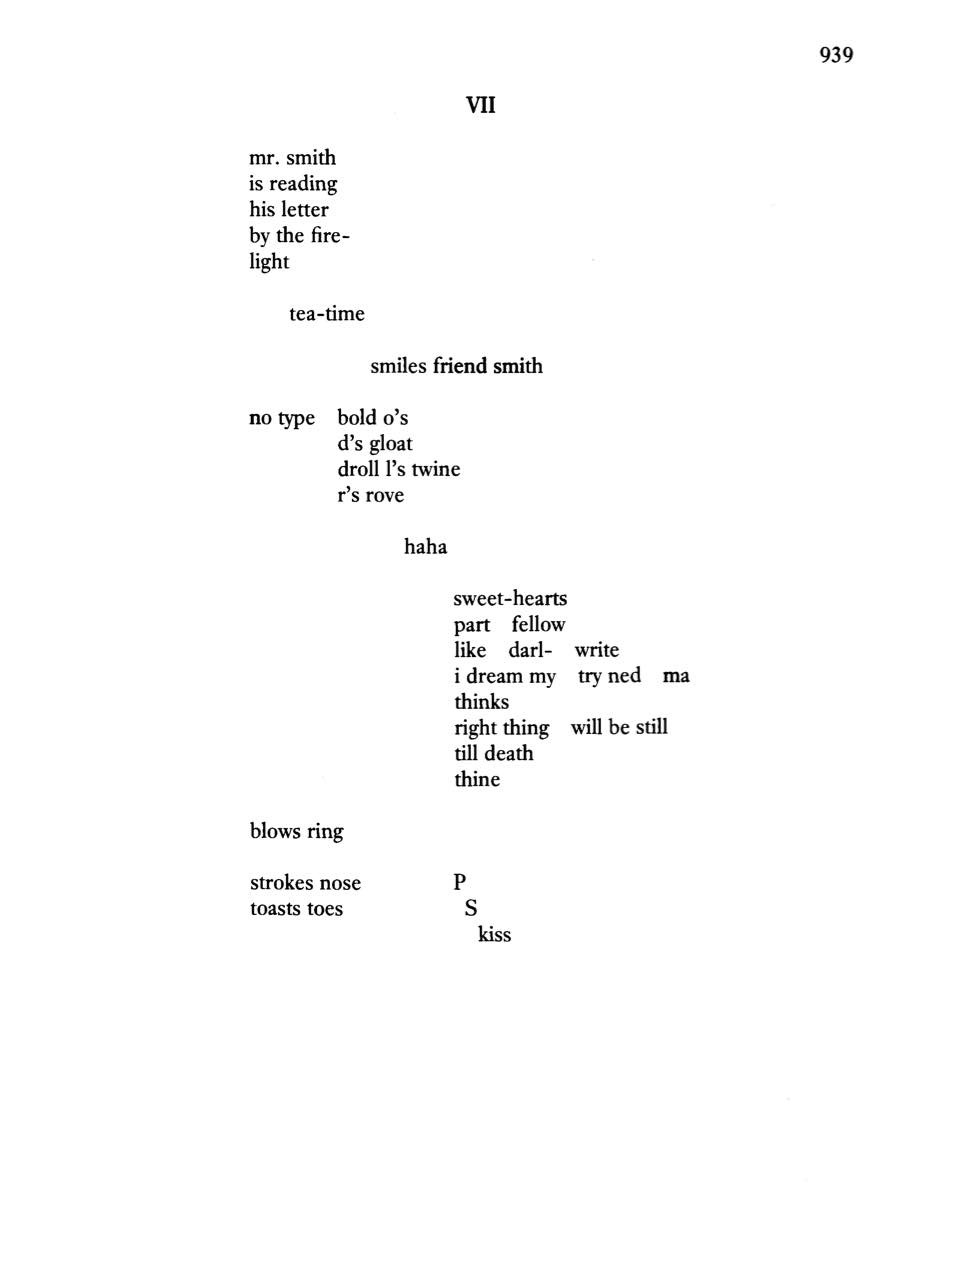 939
VII
mr. smith
is reading
his letter
by the fire-
light
tea-time
smiles friend smith
no type bold o's
d's gloat
droll l's twine
r's rove
haha
sweet-hearts
part fellow
like darl- write
i dream my try ned ma
thinks
right thing will be still
till death
thine
blows ring
strokes nose P
toasts toes S
kiss